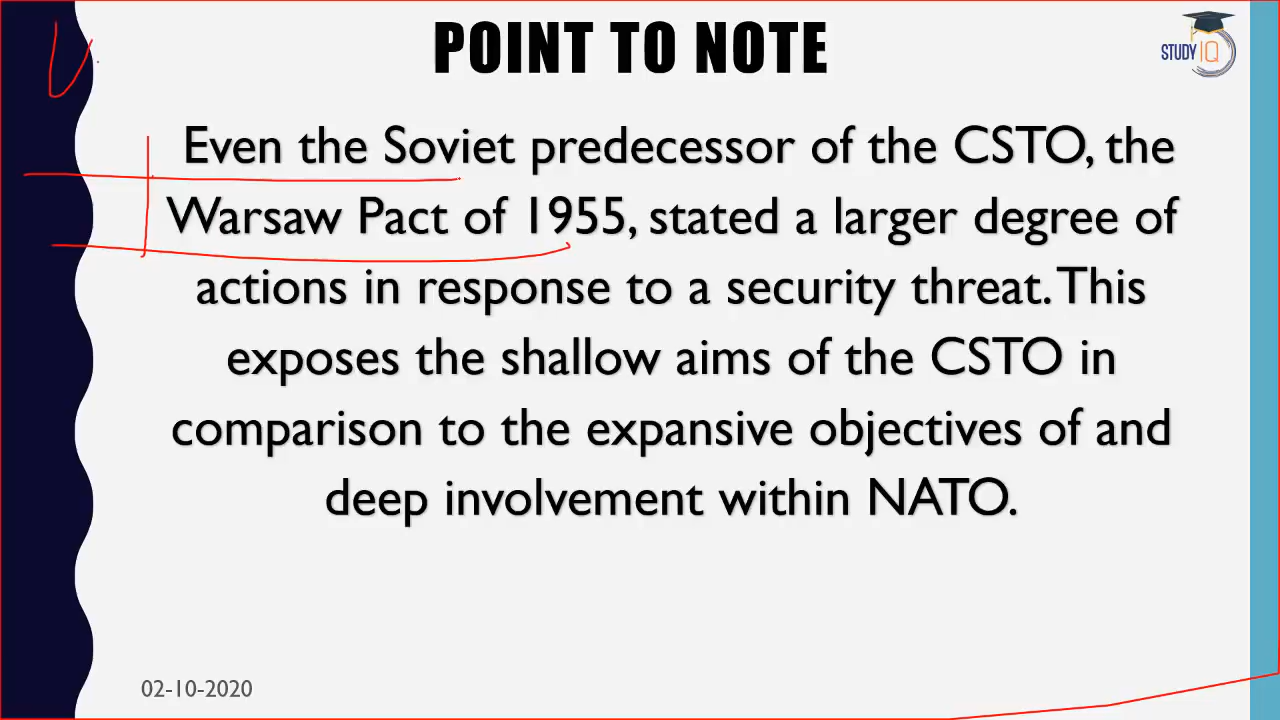 POINT TO NOTE
STUDY IQ
Even the Soviet predecessor of the CSTO, the
Warsaw Pact of 1955, stated a larger degree of
actions in response to a security threat. This
exposes the shallow aims of the CSTO in
comparison to the expansive objectives of and
deep involvement within NATO.
02-10-2020